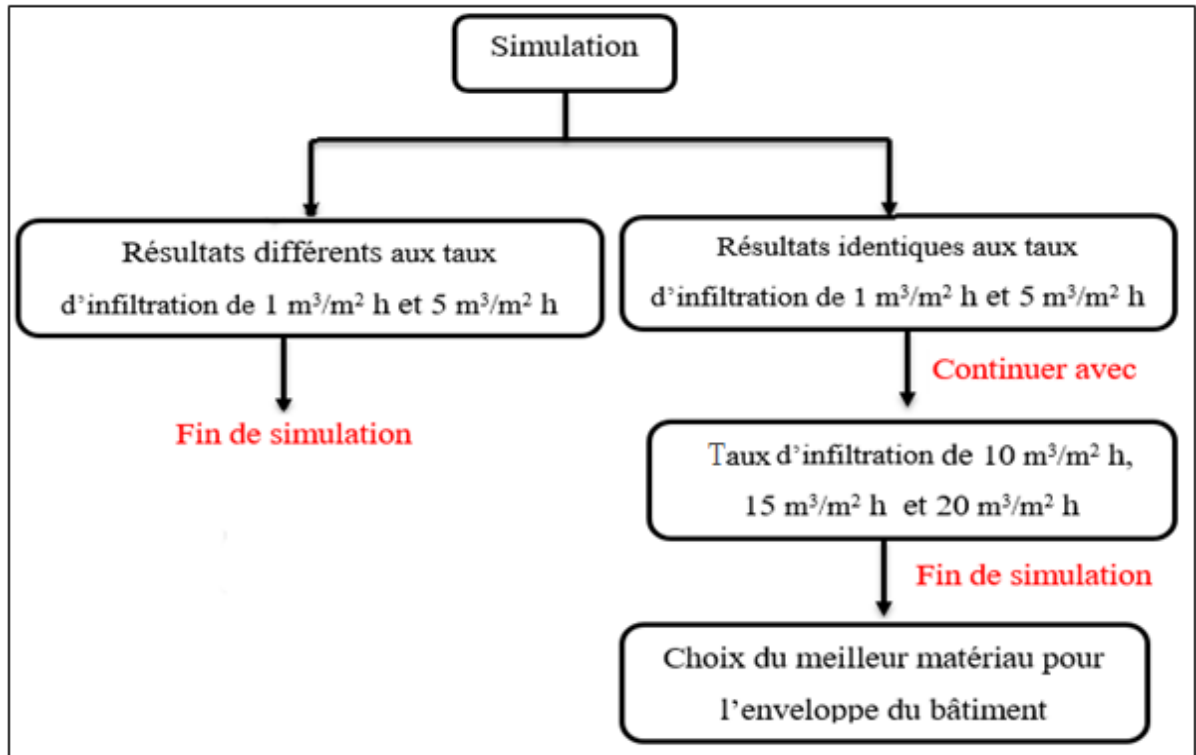 Simulation
Résultats différents aux taux
d’infiltration de 1 m³/m² h et 5 m³/m² h
Fin de simulation
Résultats identiques aux taux
d’infiltration de 1 m³/m² h et 5 m³/m² h
Continuer avec
Taux d’infiltration de 10 m³/m² h,
15 m³/m² h et 20 m³/m² h
Fin de simulation
Choix du meilleur matériau pour
l’enveloppe du bâtiment